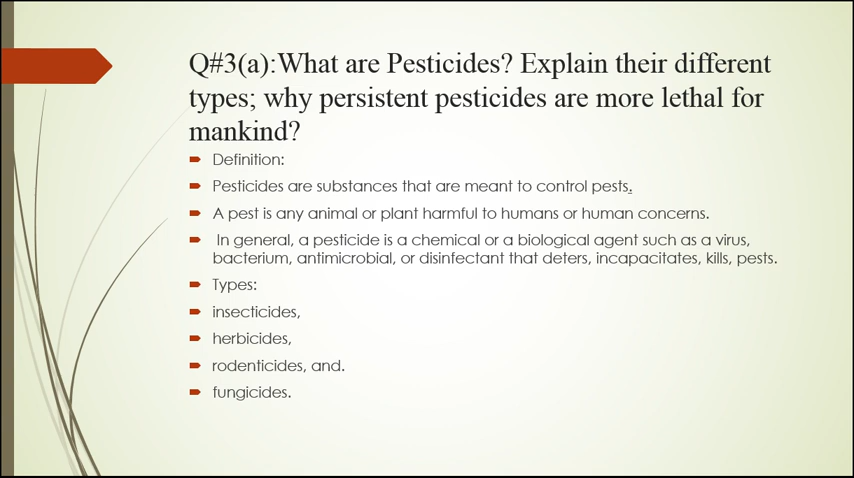 Q#3(a):What are Pesticides? Explain their different
types; why persistent pesticides are more lethal for
mankind?
Definition:
Pesticides are substances that are meant to control pests.
A pest is any animal or plant harmful to humans or human concerns.
In general, a pesticide is a chemical or a biological agent such as a virus,
bacterium, antimicrobial, or disinfectant that deters, incapacitates, kills, pests.
Types:
insecticides,
herbicides,
rodenticides, and.
fungicides.